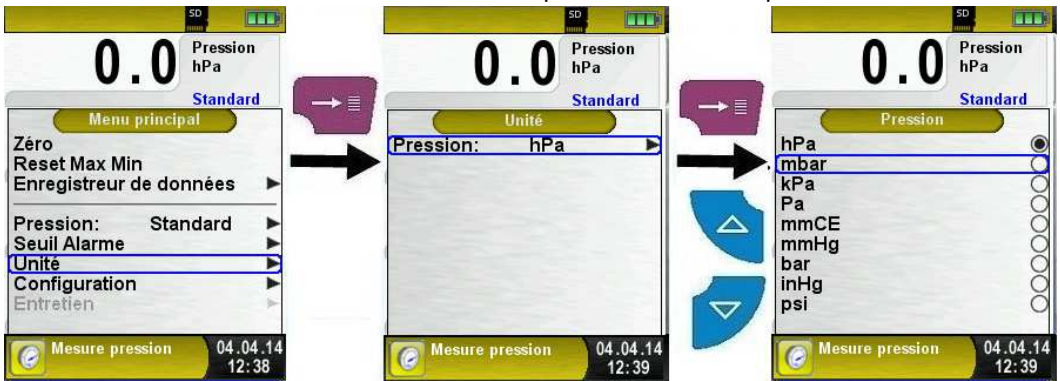 SD
0.0 Pression
hPa
Standard
Menu principal
Zéro
Reset Max Min
Enregistreur de données
Pression: Standard
Seuil Alarme
Unité
Configuration
Entretien
Mesure pression 04.04.14
12:38
SD
0.0 Pression
hPa
Standard
Unité
Pression: hPa
Mesure pression 04.04.14
12:39
SD
0.0 Pression
hPa
Standard
Pression
hPa
mbar
kPa
Pa
mmCE
mmHg
bar
inHg
psi
Mesure pression 04.04.14
12:39